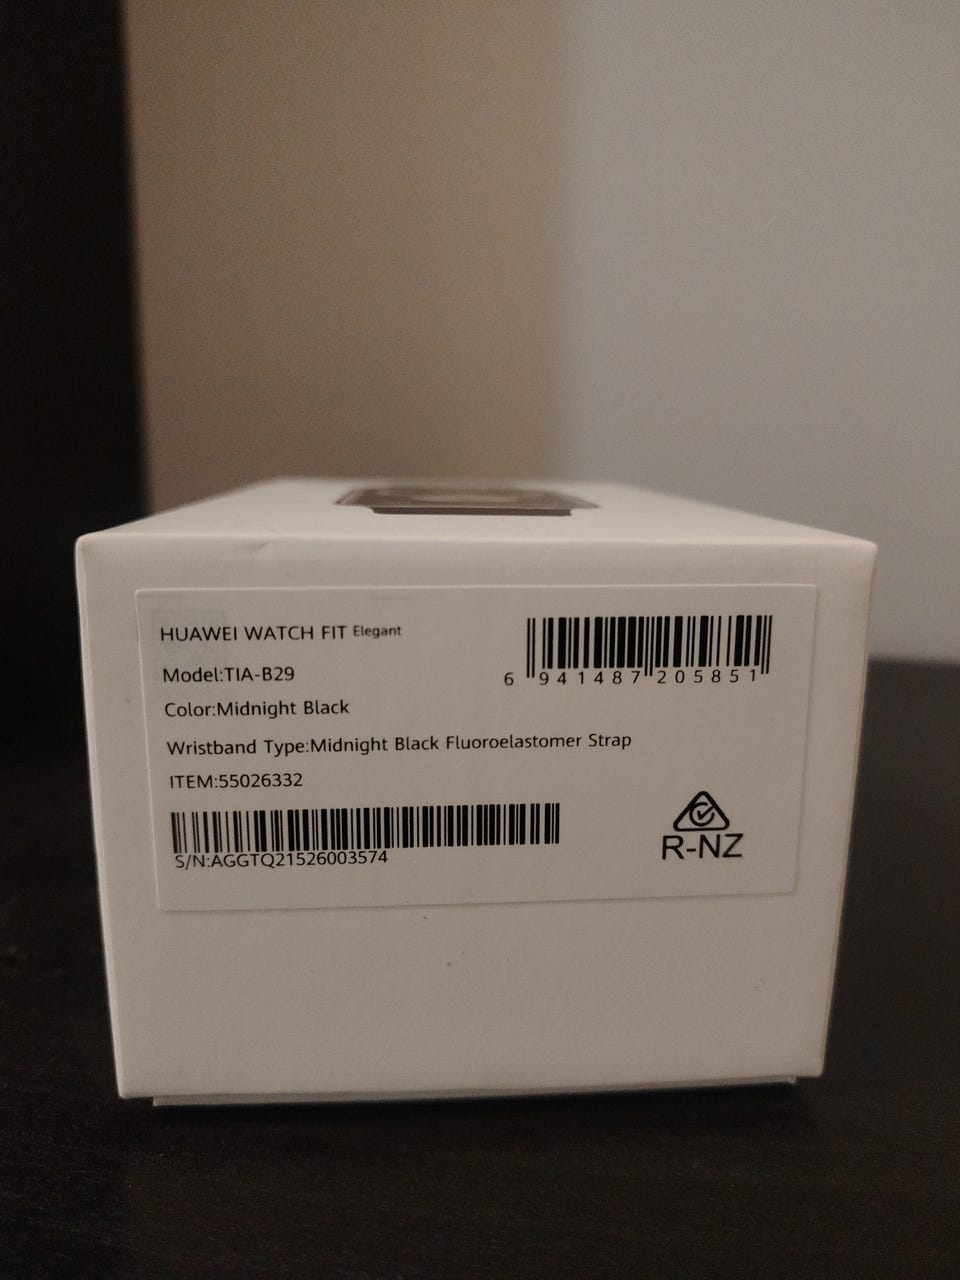 HUAWEI WATCH FIT Elegant
Model:TIA-B29
Color:Midnight Black
Wristband Type:Midnight Black Fluoroelastomer Strap
ITEM:55026332
S/N:AGGTQ21526003574
6 941487 205851
R-NZ